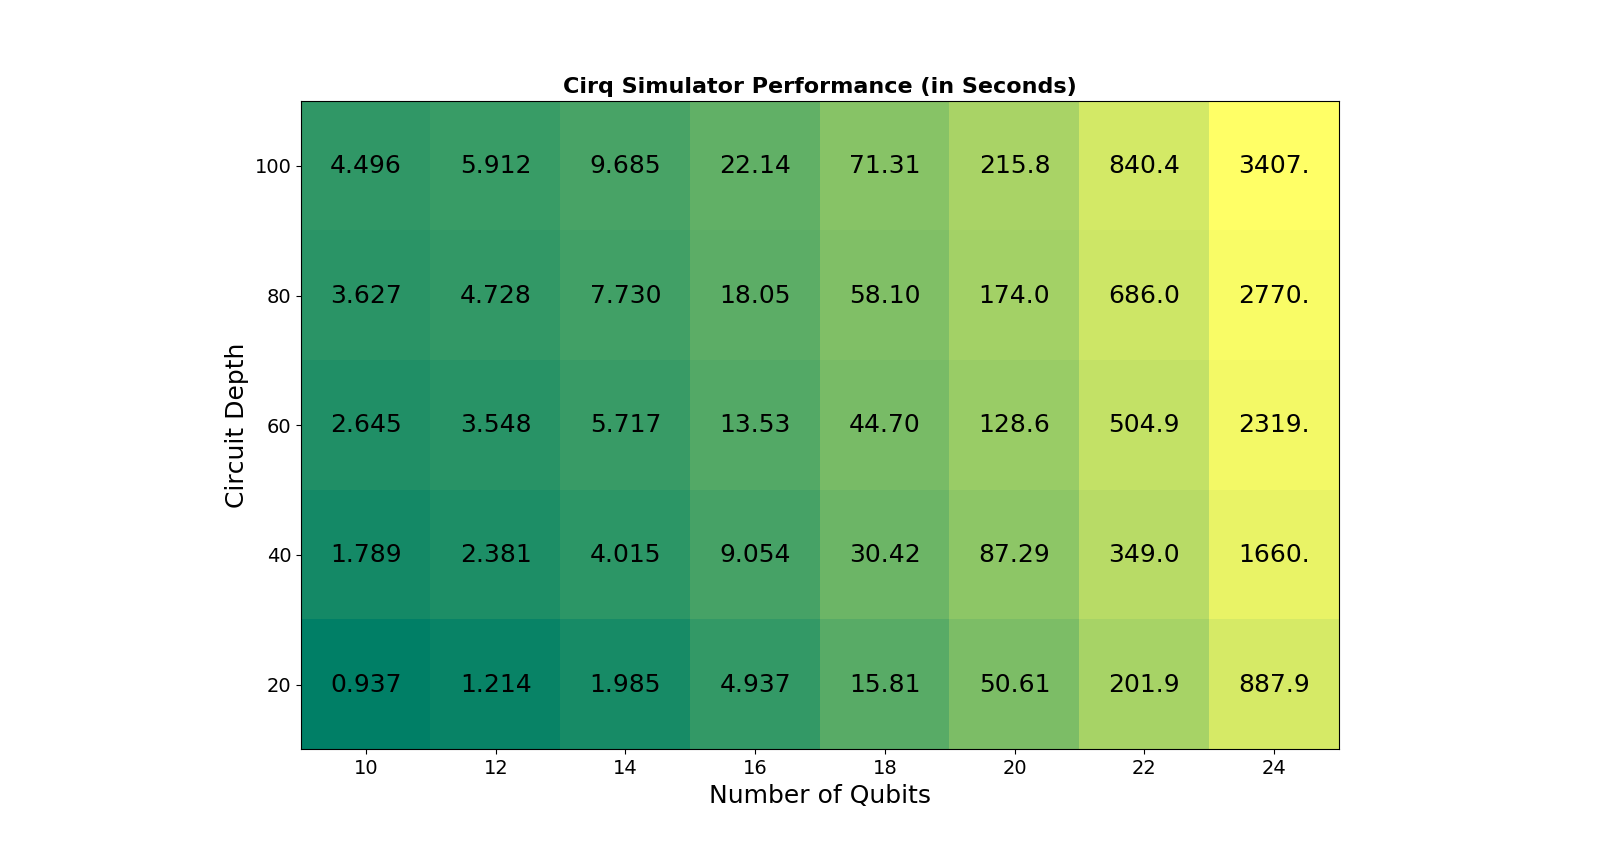 Cirq Simulator Performance (in Seconds)
100 4.496 5.912 9.685 22.14 71.31 215.8 840.4 3407.
80 3.627 4.728 7.730 18.05 58.10 174.0 686.0 2770.
60 2.645 3.548 5.717 13.53 44.70 128.6 504.9 2319.
40 1.789 2.381 4.015 9.054 30.42 87.29 349.0 1660.
20 0.937 1.214 1.985 4.937 15.81 50.61 201.9 887.9
Circuit Depth
10 12 14 16 18 20 22 24
Number of Qubits